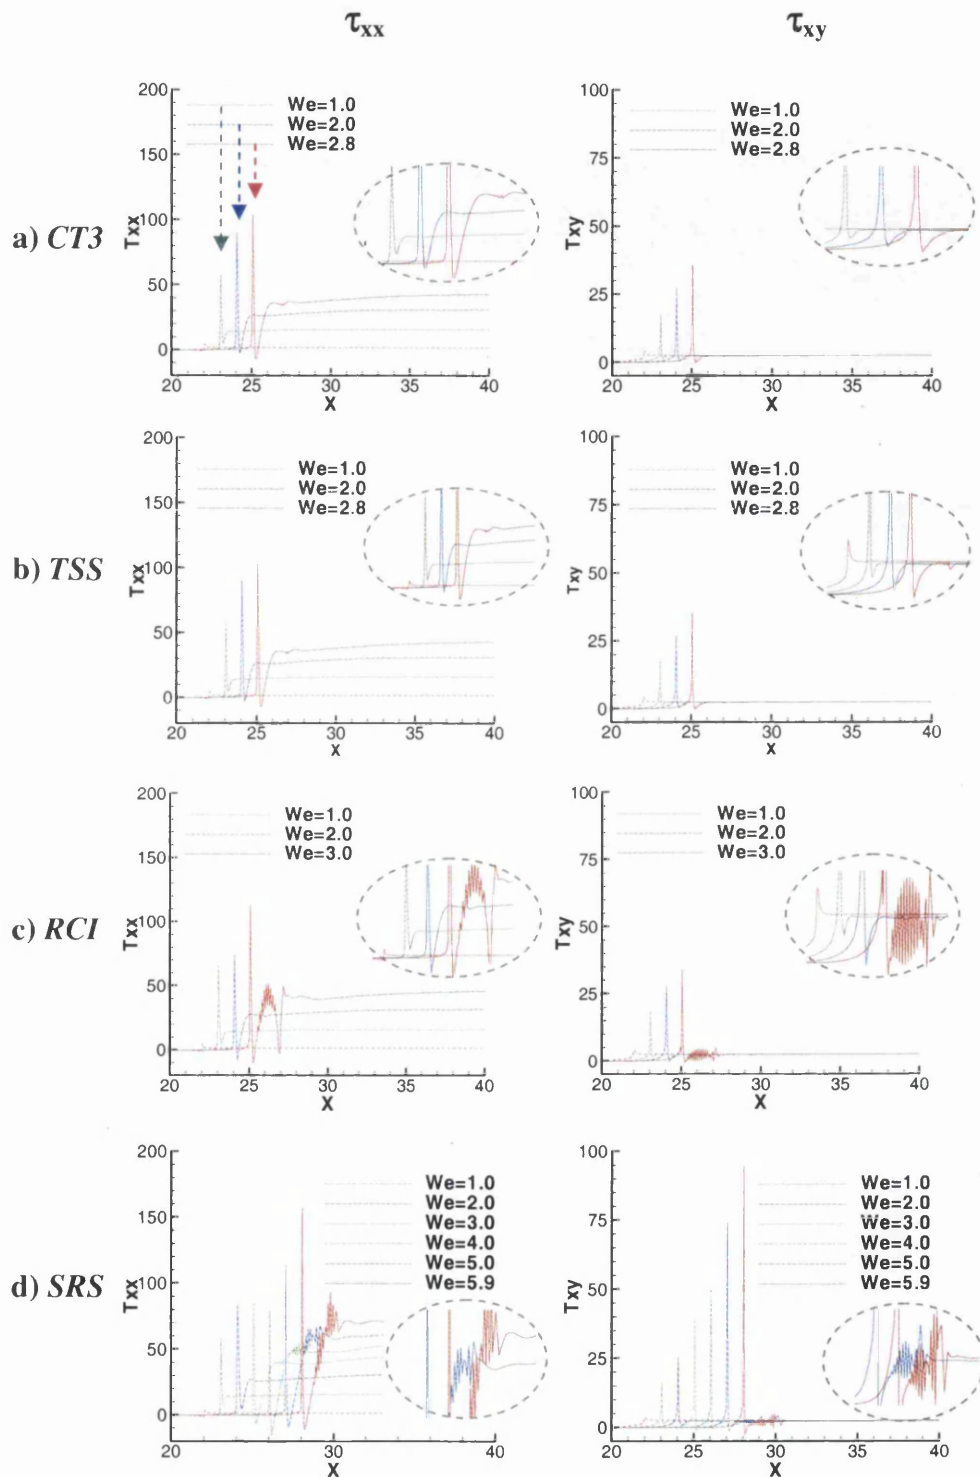 τxx
τxy
a) CT3
200
150
100
50
0
Txx
We=1.0
We=2.0
We=2.8
20 25 30 35 40
X
100
75
50
25
0
Txy
We=1.0
We=2.0
We=2.8
20 25 30 35 40
X
b) TSS
200
150
100
50
0
Txx
We=1.0
We=2.0
We=2.8
20 25 30 35 40
X
100
75
50
25
0
Txy
We=1.0
We=2.0
We=2.8
20 25 30 35 40
X
c) RCI
200
150
100
50
0
Txx
We=1.0
We=2.0
We=3.0
20 25 30 35 40
X
100
75
50
25
0
Txy
We=1.0
We=2.0
We=3.0
20 25 30 35 40
X
d) SRS
200
150
100
50
0
Txx
We=1.0
We=2.0
We=3.0
We=4.0
We=5.0
We=5.9
20 25 30 35 40
X
100
75
50
25
0
Txy
We=1.0
We=2.0
We=3.0
We=4.0
We=5.0
We=5.9
20 25 30 35 40
X